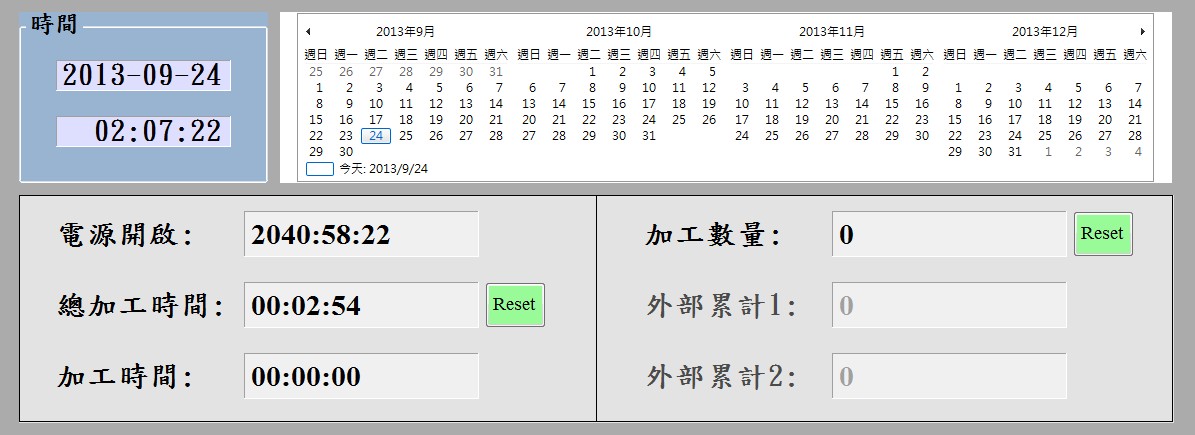 時間
2013-09-24
02:07:22
2013年9月 2013年10月 2013年11月 2013年12月
週日 週一 週二 週三 週四 週五 週六 週日 週一 週二 週三 週四 週五 週六 週日 週一 週二 週三 週四 週五 週六 週日 週一 週二 週三 週四 週五 週六
25 26 27 28 29 30 31 1 2 3 4 5 1 2
1 2 3 4 5 6 7 6 7 8 9 10 11 12 3 4 5 6 7 8 9 1 2 3 4 5 6 7
8 9 10 11 12 13 14 13 14 15 16 17 18 19 10 11 12 13 14 15 16 8 9 10 11 12 13 14
15 16 17 18 19 20 21 20 21 22 23 24 25 26 17 18 19 20 21 22 23 15 16 17 18 19 20 21
22 23 24 25 26 27 28 27 28 29 30 31 24 25 26 27 28 29 30 22 23 24 25 26 27 28
29 30 29 30 31 1 2 3 4
今天: 2013/9/24
電源開啟: 2040:58:22
總加工時間: 00:02:54 Reset
加工時間: 00:00:00
加工數量: 0 Reset
外部累計1: 0
外部累計2: 0